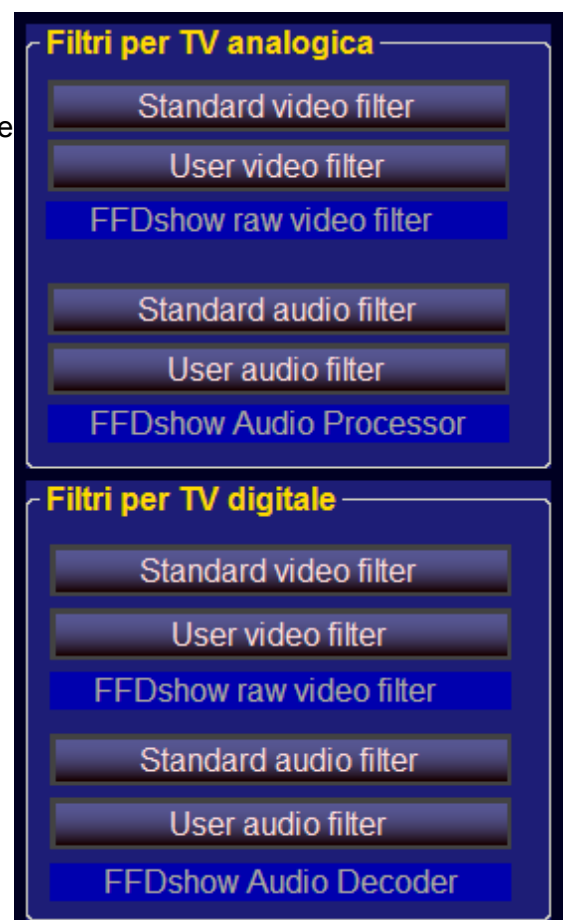 Filtri per TV analogica
Standard video filter
e
User video filter
FFDshow raw video filter
Standard audio filter
User audio filter
FFDshow Audio Processor
Filtri per TV digitale
Standard video filter
User video filter
FFDshow raw video filter
Standard audio filter
User audio filter
FFDshow Audio Decoder